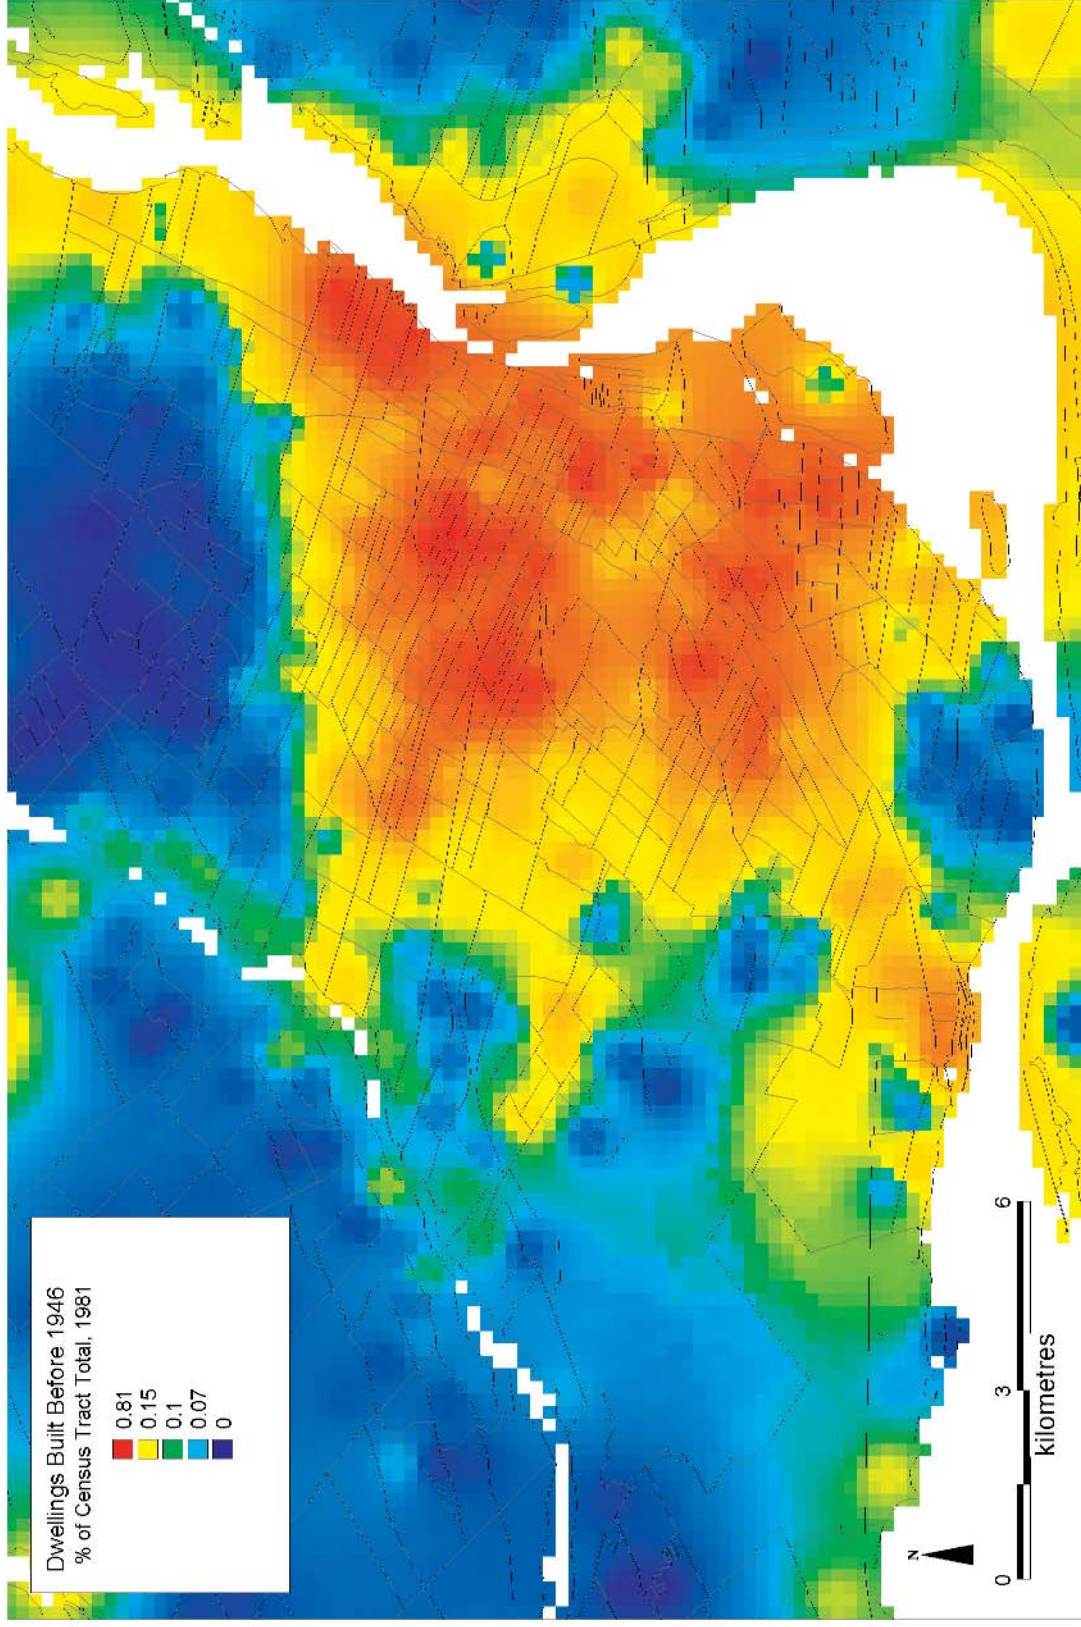 Dwellings Built Before 1946
% of Census Tract Total, 1981
0.81
0.15
0.1
0.07
0
N
0 3 6
kilometres